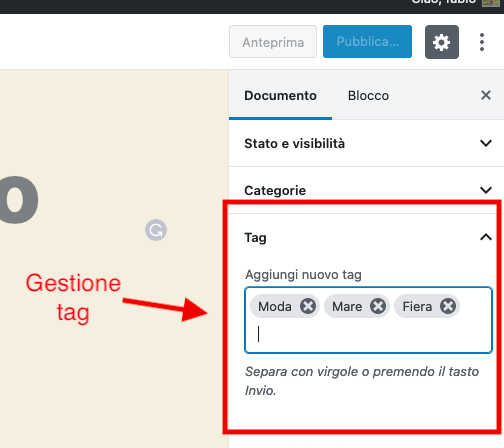 Ciao, fabio
Anteprima
Pubblica...
Documento
Blocco
Stato e visibilità
Categorie
Tag
Gestione
tag
Aggiungi nuovo tag
Moda
Mare
Fiera
Separa con virgole o premendo il tasto
Invio.